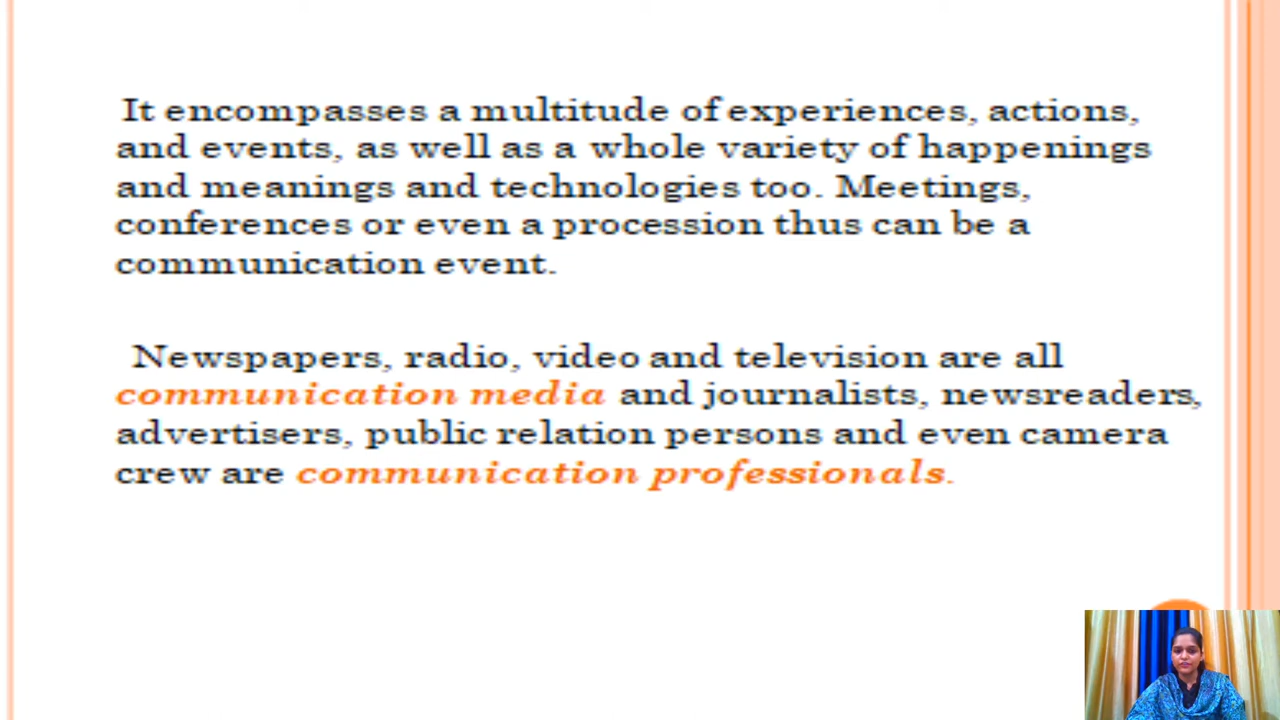 It encompasses a multitude of experiences, actions,
and events, as well as a whole variety of happenings
and meanings and technologies too. Meetings,
conferences or even a procession thus can be a
communication event.
Newspapers, radio, video and television are all
communication media and journalists, newsreaders,
advertisers, public relation persons and even camera
crew are communication professionals.